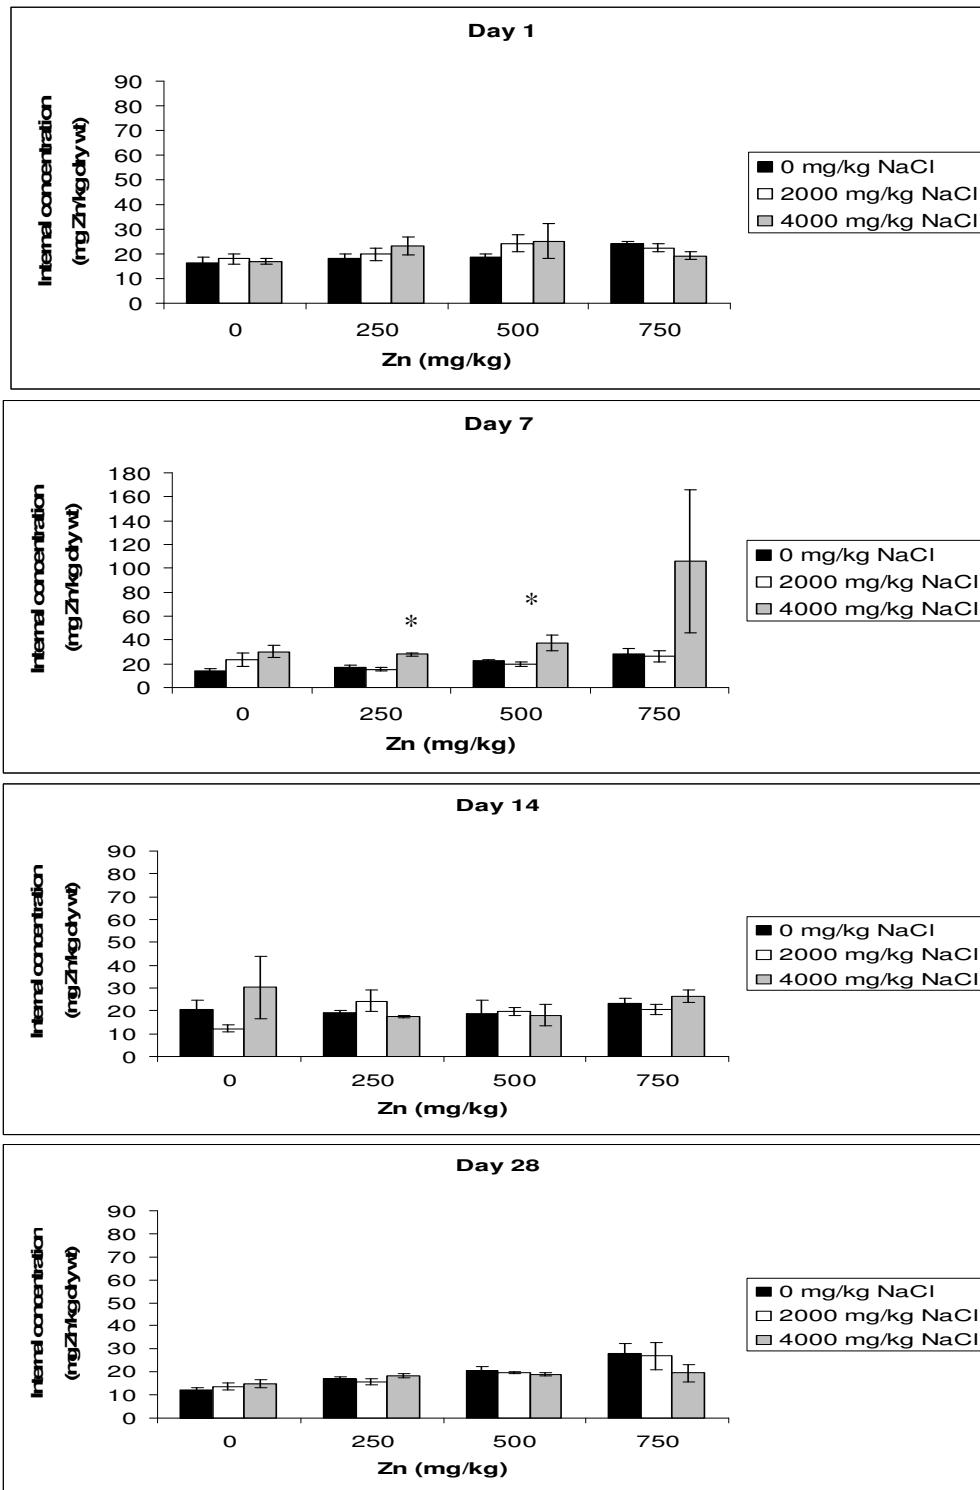 Day 1
Internal concentration
(mg Zn/kg dry wt)
90
80
70
60
50
40
30
20
10
0
0 250 500 750
Zn (mg/kg)
0 mg/kg NaCl
2000 mg/kg NaCl
4000 mg/kg NaCl
Day 7
Internal concentration
(mg Zn/kg dry wt)
180
160
140
120
100
80
60
40
20
0
* *
0 250 500 750
Zn (mg/kg)
0 mg/kg NaCl
2000 mg/kg NaCl
4000 mg/kg NaCl
Day 14
Internal concentration
(mg Zn/kg dry wt)
90
80
70
60
50
40
30
20
10
0
0 250 500 750
Zn (mg/kg)
0 mg/kg NaCl
2000 mg/kg NaCl
4000 mg/kg NaCl
Day 28
Internal concentration
(mg Zn/kg dry wt)
90
80
70
60
50
40
30
20
10
0
0 250 500 750
Zn (mg/kg)
0 mg/kg NaCl
2000 mg/kg NaCl
4000 mg/kg NaCl